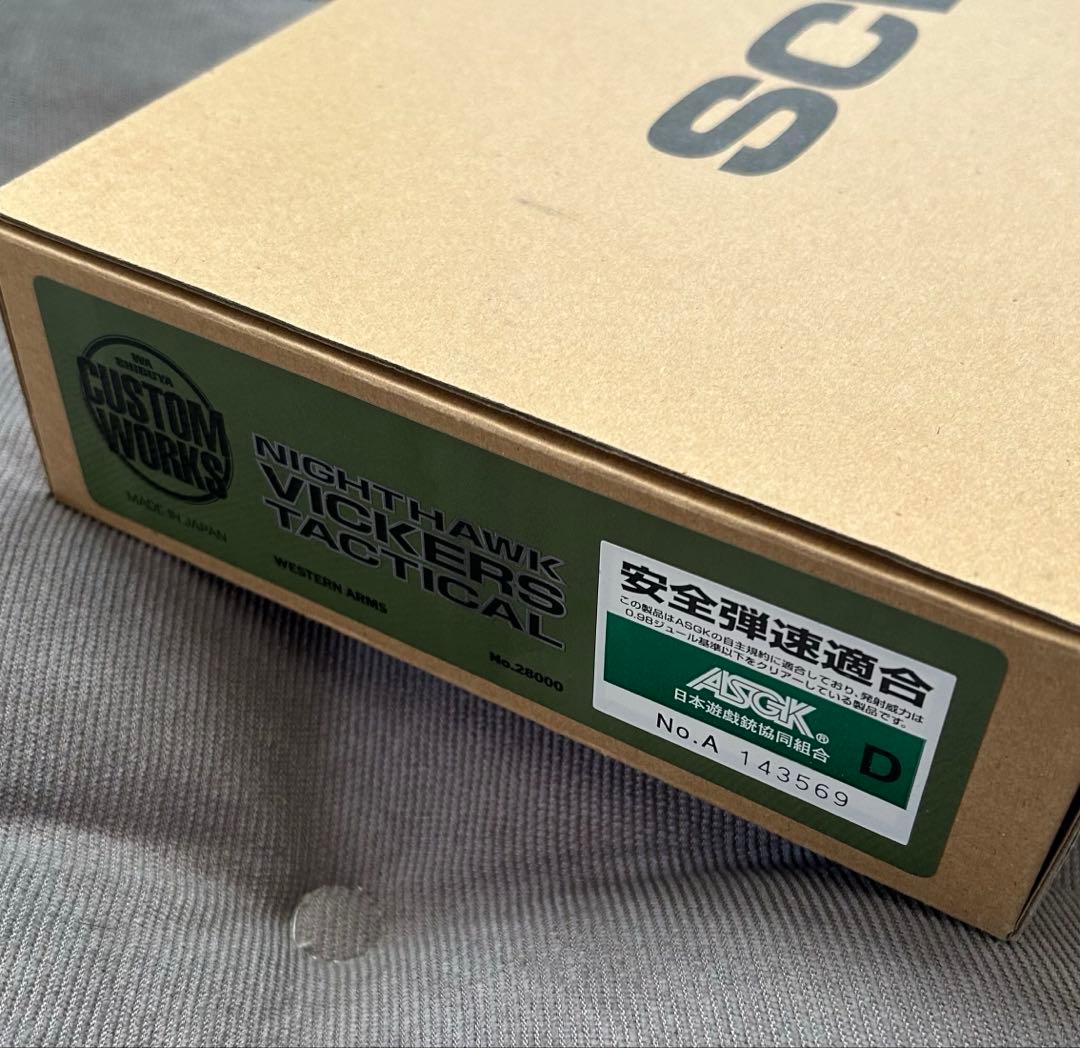 SC
WA
SHIBUYA
CUSTOM
WORKS
MADE IN JAPAN
NIGHTHAWK
VICKERS
TACTICAL
WESTERN ARMS
No.28000
安全弾速適合
この製品はASGKの自主規約に適合しており、発射威力は
0.98ジュール基準以下をクリアーしている製品です。
ASGK®
日本遊戯銃協同組合
D
No.A 143569